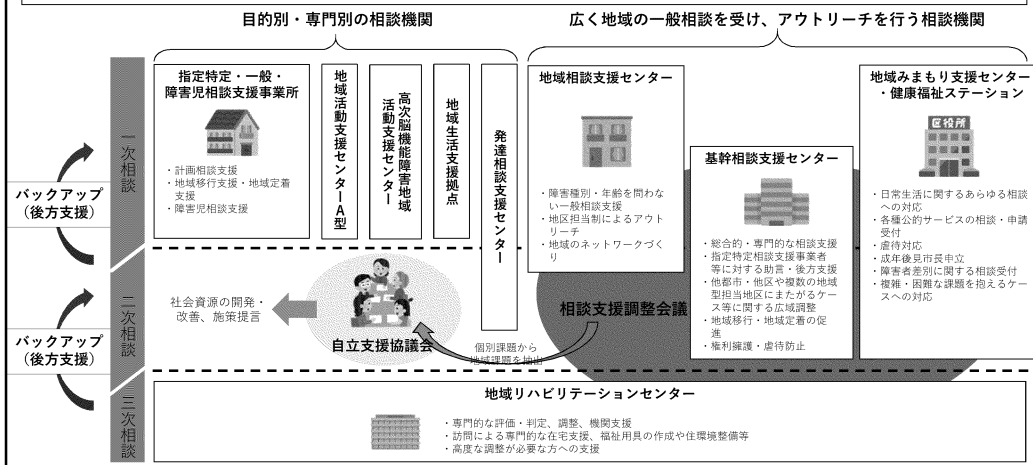 目的別・専門別の相談機関
広く地域の一般相談を受け、アウトリーチを行う相談機関
一次相談
二次相談
三次相談
バックアップ
(後方支援)
バックアップ
(後方支援)
指定特定・一般・
障害児相談支援事業所
・計画相談支援
・地域移行支援・地域定着
支援
・障害児相談支援
地域活動支援センターA型
高次脳機能障害地域
活動支援センター
地域生活支援拠点
発達相談支援センター
地域相談支援センター
・障害種別・年齢を問わな
い一般相談支援
・地区担当制によるアウト
リーチ
・地域のネットワークづく
り
基幹相談支援センター
・総合的・専門的な相談支援
・指定特定相談支援事業者
等に対する助言・後方支援
・他都市・他区や複数の地域
型担当地区にまたがるケー
ス等に関する広域調整
・地域移行・地域定着の促
進
・権利擁護・虐待防止
地域みまもり支援センター
・健康福祉ステーション
区役所
・日常生活に関するあらゆる相談
への対応
・各種公的サービスの相談・申請
受付
・虐待対応
・成年後見市長申立
・障害者差別に関する相談受付
・複雑・困難な課題を抱えるケー
スへの対応
社会資源の開発・
改善、施策提言
自立支援協議会
個別課題から
地域課題を抽出
相談支援調整会議
地域リハビリテーションセンター
・専門的な評価・判定、調整、機関支援
・訪問による専門的な在宅支援、福祉用具の作成や住環境整備等
・高度な調整が必要な方への支援